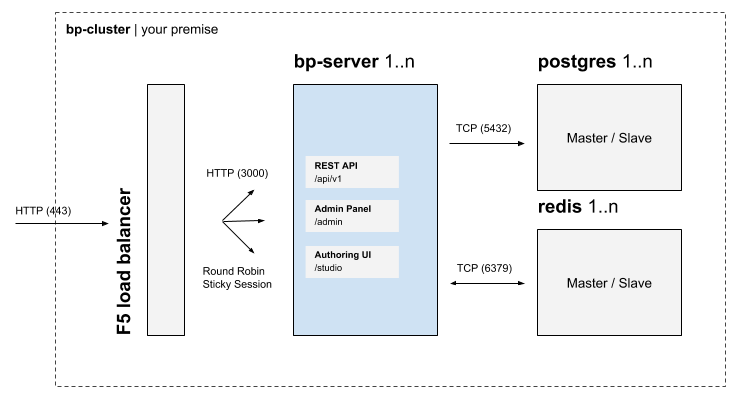 bp-cluster | your premise
bp-server 1..n
postgres 1..n
HTTP (443)
F5 load balancer
HTTP (3000)
Round Robin
Sticky Session
REST API
/api/v1
Admin Panel
/admin
Authoring UI
/studio
TCP (5432)
Master / Slave
redis 1..n
TCP (6379)
Master / Slave